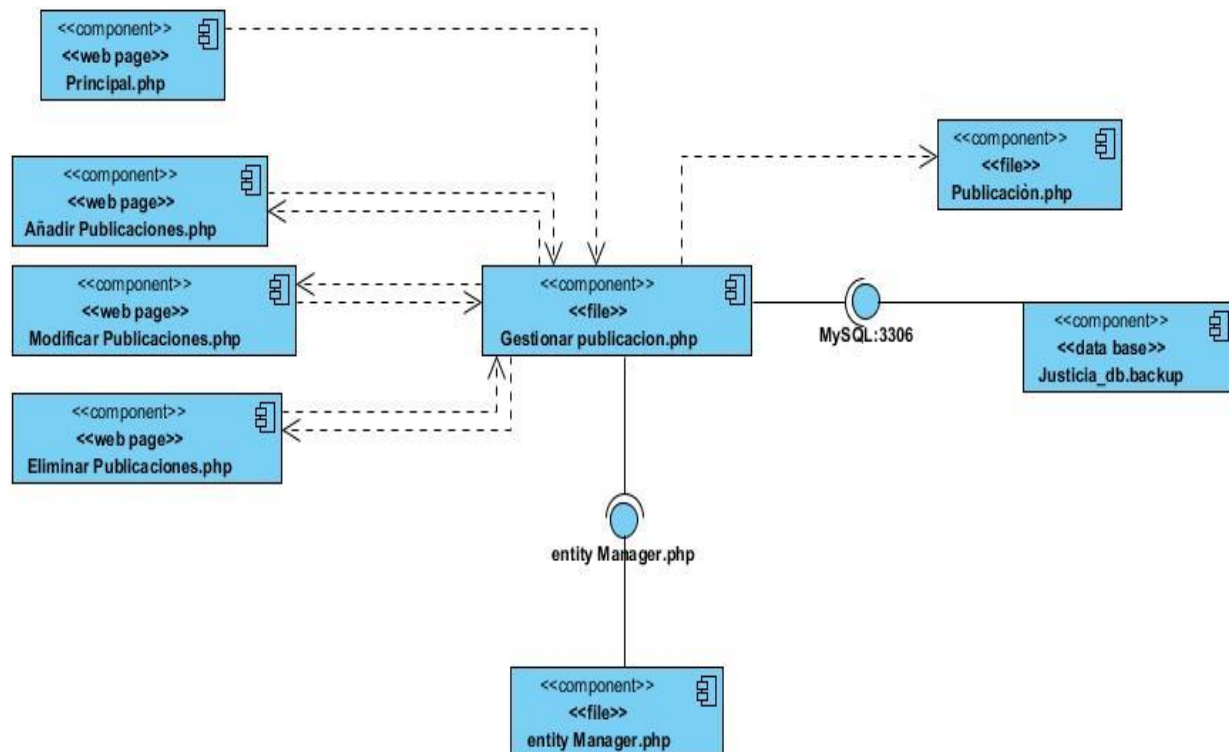 <<component>>
<<web page>>
Principal.php
<<component>>
<<file>>
Publicaciòn.php
<<component>>
<<web page>>
Añadir Publicaciones.php
<<component>>
<<web page>>
Modificar Publicaciones.php
<<component>>
<<file>>
Gestionar publicacion.php
MySQL:3306
<<component>>
<<data base>>
Justicia_db.backup
<<component>>
<<web page>>
Eliminar Publicaciones.php
entity Manager.php
<<component>>
<<file>>
entity Manager.php